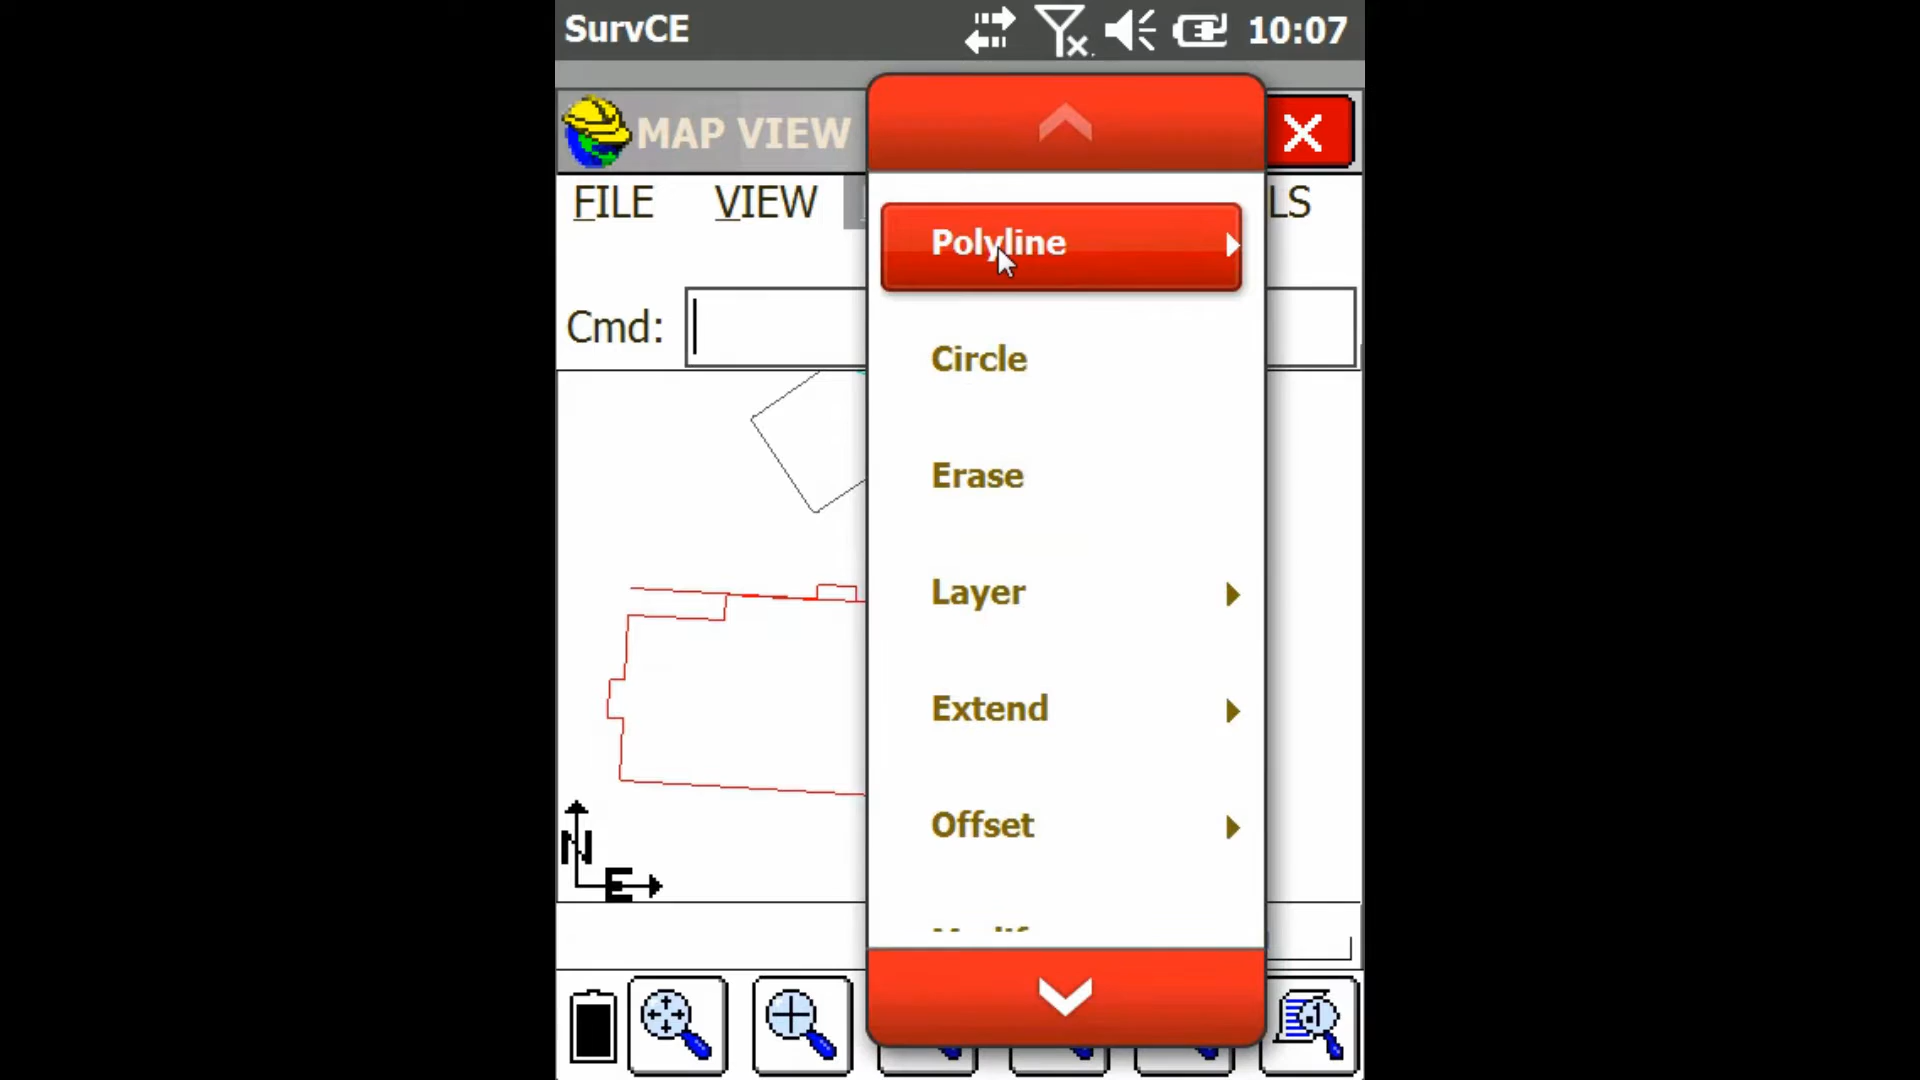 SurvCE 10:07
MAP VIEW
FILE VIEW LS
Cmd:
Polyline
Circle
Erase
Layer
Extend
Offset
N
E